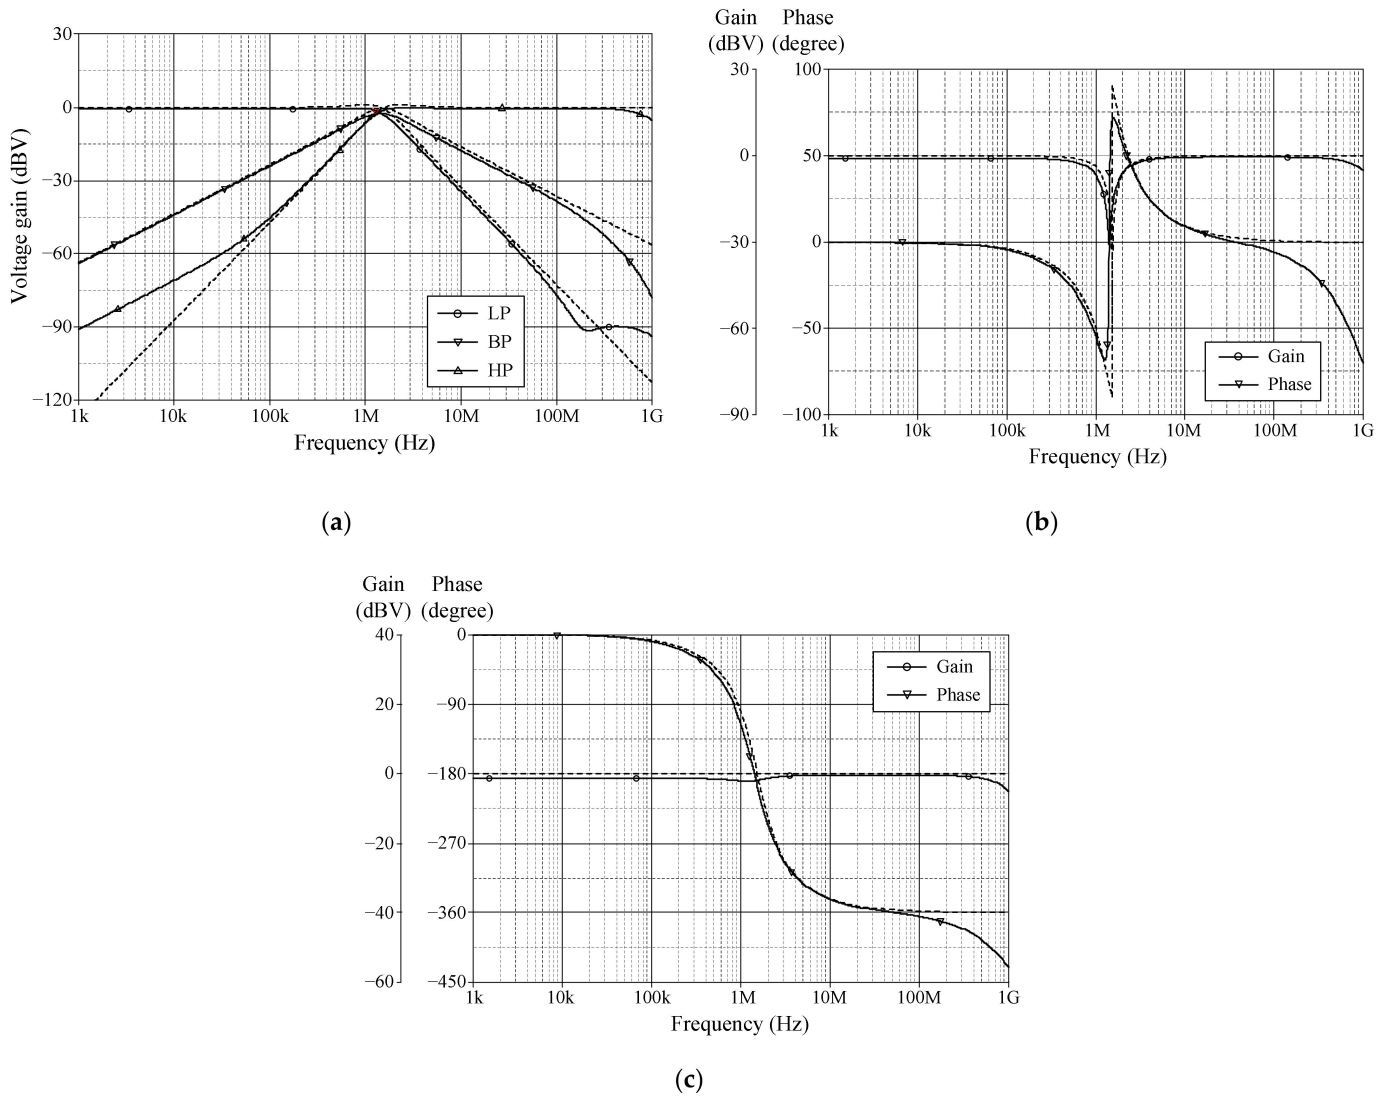 30
0
−30
−60
−90
−120
Voltage gain (dBV)
LP
BP
HP
1k 10k 100k 1M 10M 100M 1G
Frequency (Hz)
(a)
Gain Phase
(dBV) (degree)
30 100
0 50
−30 0
−60 −50
−90 −100
Gain
Phase
1k 10k 100k 1M 10M 100M 1G
Frequency (Hz)
(b)
Gain Phase
(dBV) (degree)
40 0
20 −90
0 −180
−20 −270
−40 −360
−60 −450
Gain
Phase
1k 10k 100k 1M 10M 100M 1G
Frequency (Hz)
(c)